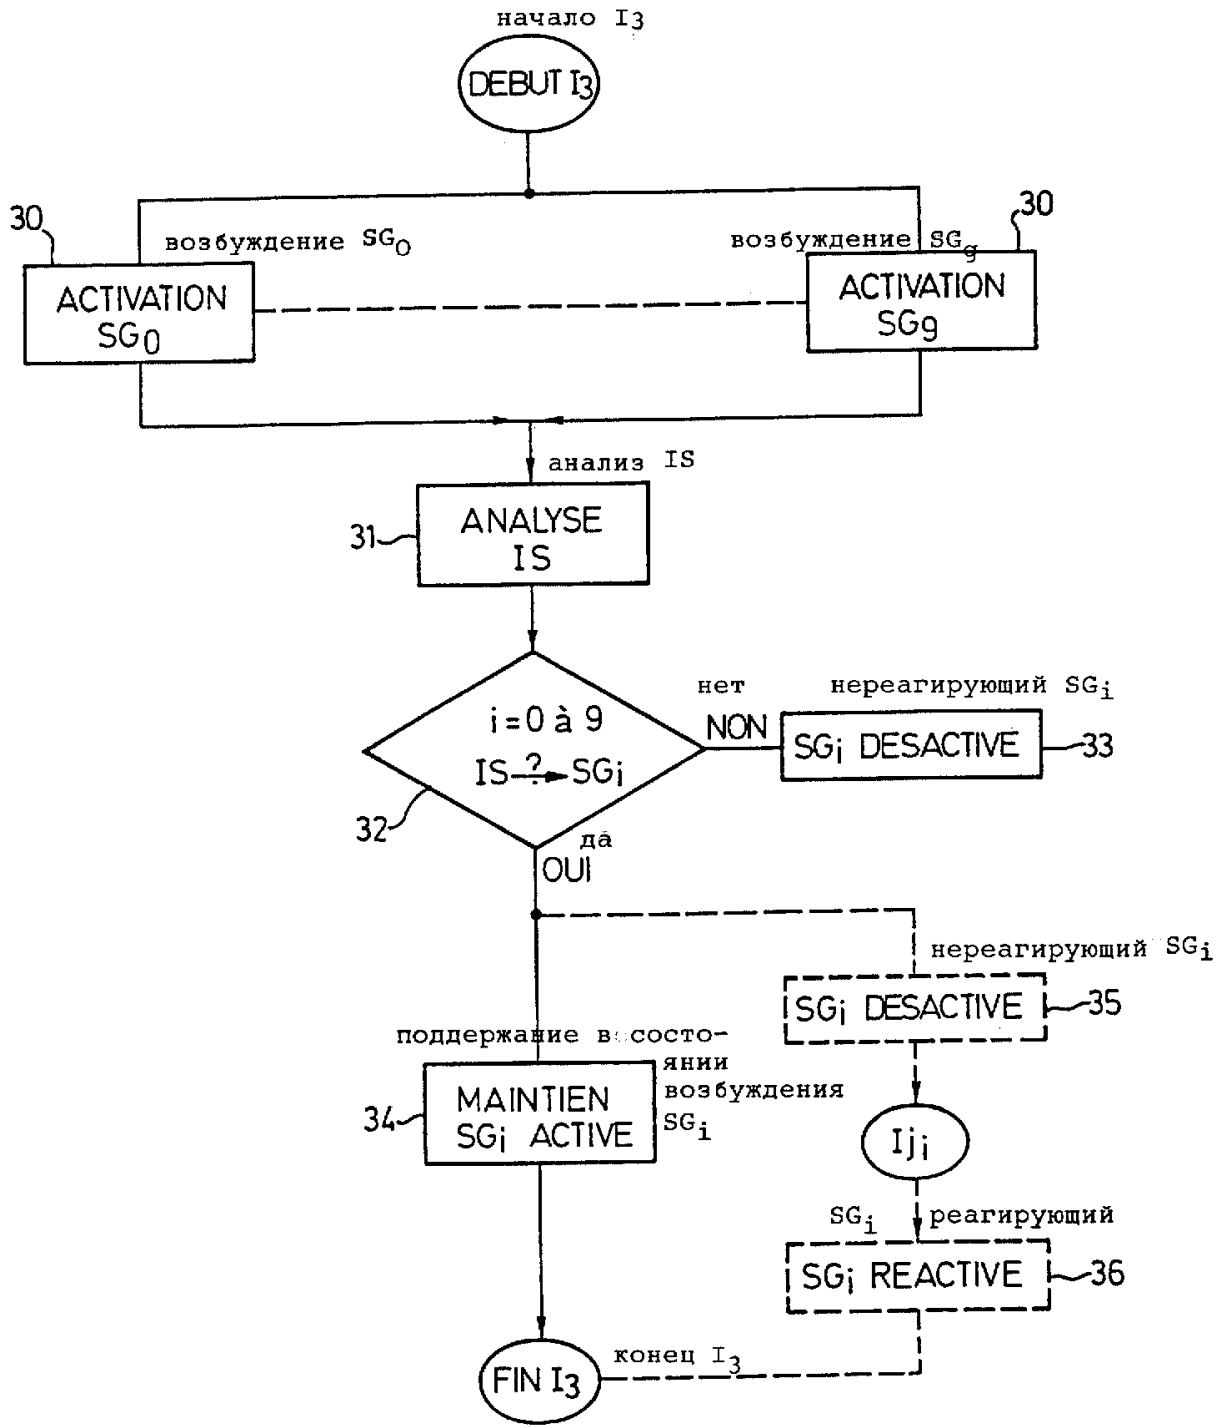 начало I3
DEBUT I3
30
30
возбуждение SG0
возбуждение SGg
ACTIVATION
SG0
ACTIVATION
SG9
анализ IS
31
ANALYSE
IS
нет
нереагирующий SGi
i=0 à 9
NON
SGi DESACTIVE
33
IS ? SGi
32
да
OUI
нереагирующий SGi
SGi DESACTIVE
35
поддержание в состо-
янии
возбуждения
SGi
34
MAINTIEN
SGi ACTIVE
Iji
SGi реагирующий
SGi REACTIVE
36
конец I3
FIN I3